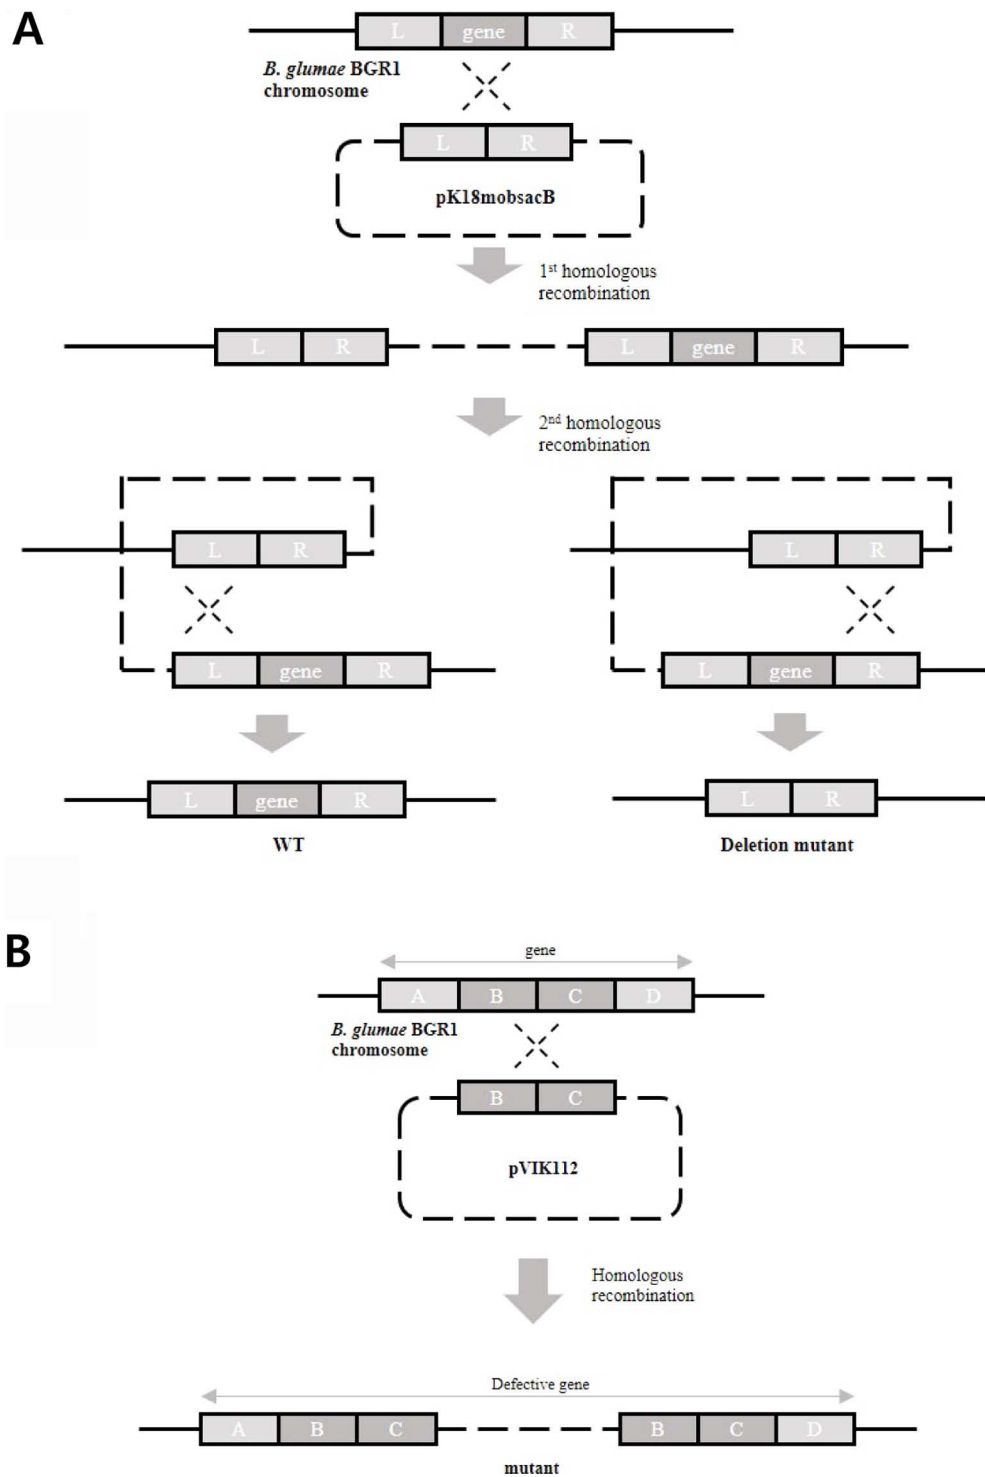 A
L gene R
B. glumae BGR1
chromosome
L R
pK18mobsacB
1st homologous
recombination
L R L gene R
2nd homologous
recombination
L R L R
L gene R L gene R
L gene R L R
WT Deletion mutant
B
gene
A B C D
B. glumae BGR1
chromosome
B C
pVIK112
Homologous
recombination
Defective gene
A B C B C D
mutant